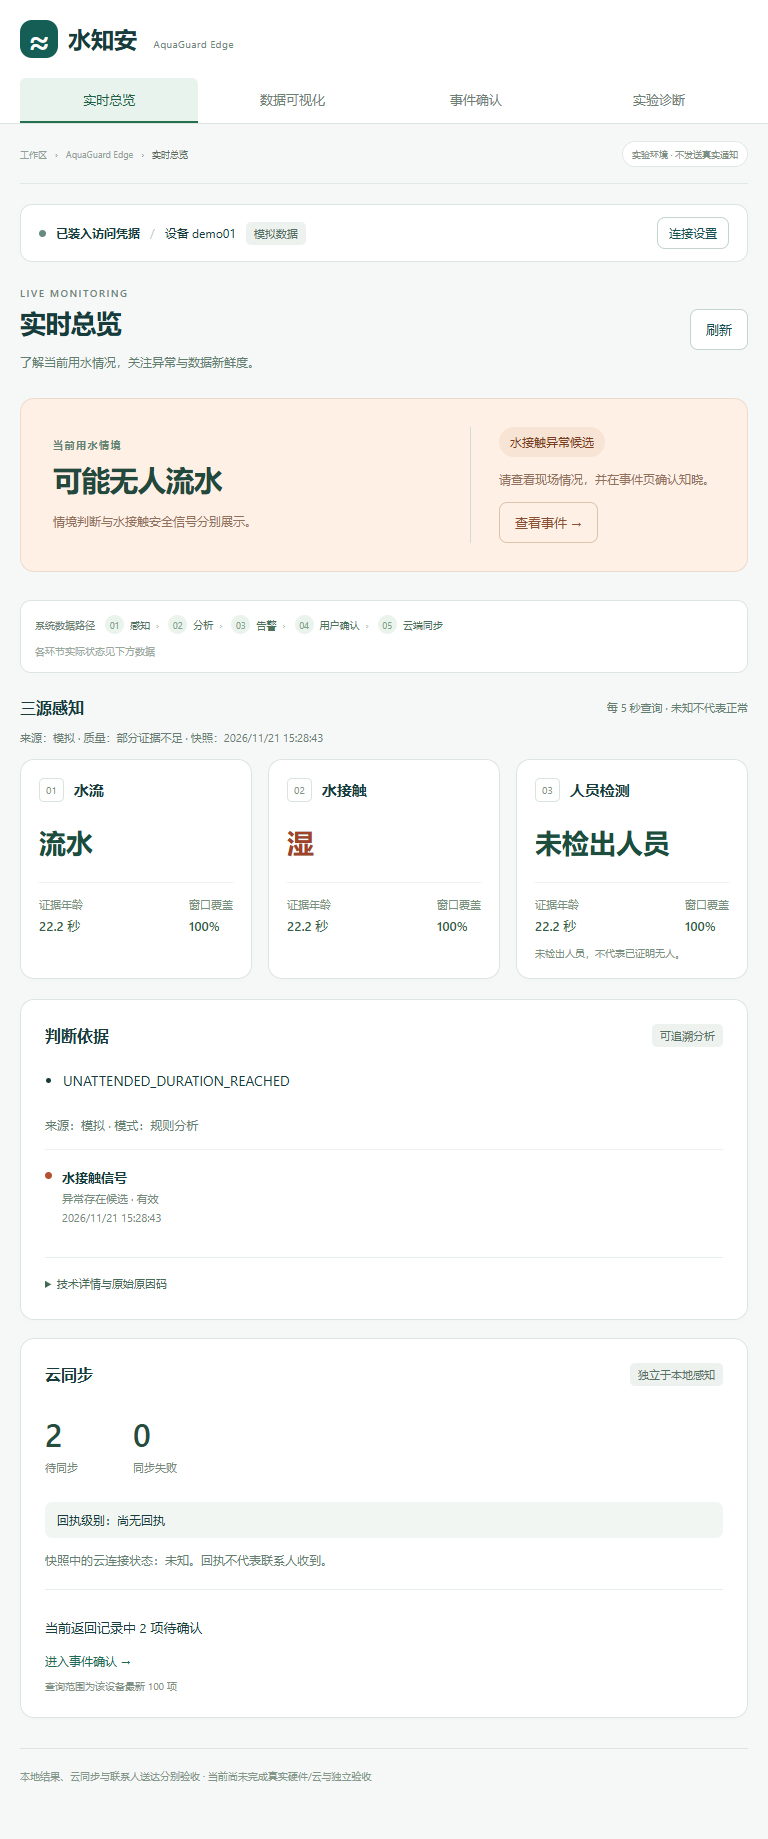 水知安 AquaGuard Edge
实时总览 数据可视化 事件确认 实验诊断
工作区 › AquaGuard Edge › 实时总览 实验环境 · 不发送真实通知
已装入访问凭据 / 设备 demo01 模拟数据 连接设置
LIVE MONITORING
实时总览
刷新
了解当前用水情况，关注异常与数据新鲜度。
当前用水情境
可能无人流水
情境判断与水接触安全信号分别展示。
水接触异常候选
请查看现场情况，并在事件页确认知晓。
查看事件 →
系统数据路径 01 感知 › 02 分析 › 03 告警 › 04 用户确认 › 05 云端同步
各环节实际状态见下方数据
三源感知 每 5 秒查询 · 未知不代表正常
来源：模拟 · 质量：部分证据不足 · 快照：2026/11/21 15:28:43
01 水流
流水
证据年龄 窗口覆盖
22.2 秒 100%
02 水接触
湿
证据年龄 窗口覆盖
22.2 秒 100%
03 人员检测
未检出人员
证据年龄 窗口覆盖
22.2 秒 100%
未检出人员，不代表已证明无人。
判断依据 可追溯分析
• UNATTENDED_DURATION_REACHED
来源：模拟 · 模式：规则分析
水接触信号
异常存在候选 · 有效
2026/11/21 15:28:43
▶ 技术详情与原始原因码
云同步 独立于本地感知
2 0
待同步 同步失败
回执级别：尚无回执
快照中的云连接状态：未知。回执不代表联系人收到。
当前返回记录中 2 项待确认
进入事件确认 →
查询范围为该设备最新 100 项
本地结果、云同步与联系人送达分别验收 · 当前尚未完成真实硬件/云与独立验收